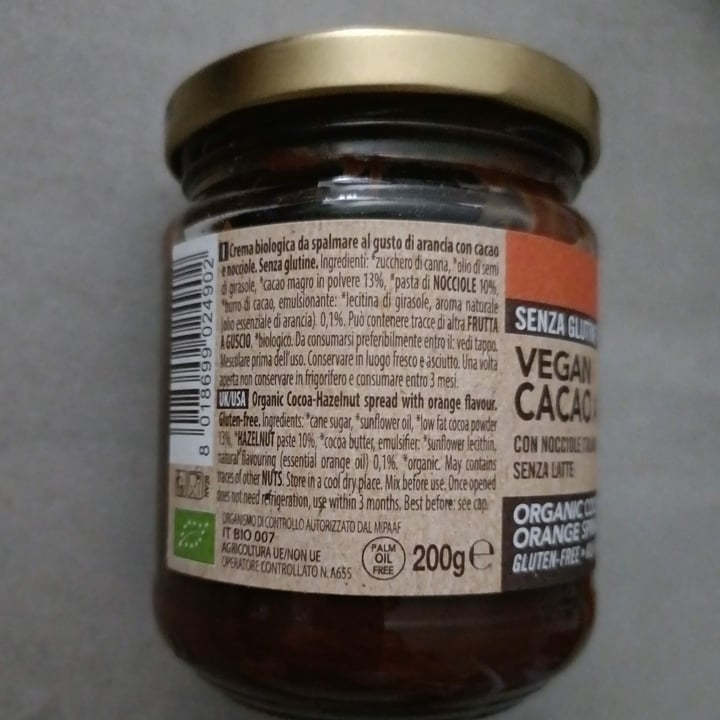 I Crema biologica da spalmare al gusto di arancia con cacao
e nocciole. Senza glutine. Ingredienti: *zucchero di canna, *olio di semi
di girasole, *cacao magro in polvere 13%, *pasta di NOCCIOLE 10%,
*burro di cacao, emulsionante: *lecitina di girasole, aroma naturale
(olio essenziale di arancia) 0,1%. Può contenere tracce di altra FRUTTA
A GUSCIO. *biologico. Da consumarsi preferibilmente entro il: vedi tappo.
Mescolare prima dell'uso. Conservare in luogo fresco e asciutto. Una volta
aperta non conservare in frigorifero e consumare entro 3 mesi.
UK/USA Organic Cocoa-Hazelnut spread with orange flavour.
Gluten-free. Ingredients: *cane sugar, *sunflower oil, *low fat cocoa powder
13%, *HAZELNUT paste 10%, *cocoa butter, emulsifier: *sunflower lecithin,
natural flavouring (essential orange oil) 0,1%. *organic. May contains
traces of other NUTS. Store in a cool dry place. Mix before use. Once opened
does not need refrigeration, use within 3 months. Best before: see cap.
ORGANISMO DI CONTROLLO AUTORIZZATO DAL MIPAAF
IT BIO 007
AGRICOLTURA UE/NON UE
OPERATORE CONTROLLATO N. A655
PALM
OIL
FREE
200g e
8 018699 024902
SENZA GLUTINE
VEGAN
CACAO
CON NOCCIOLE
SENZA LATTE
ORGANIC
ORANGE
GLUTEN-FREE